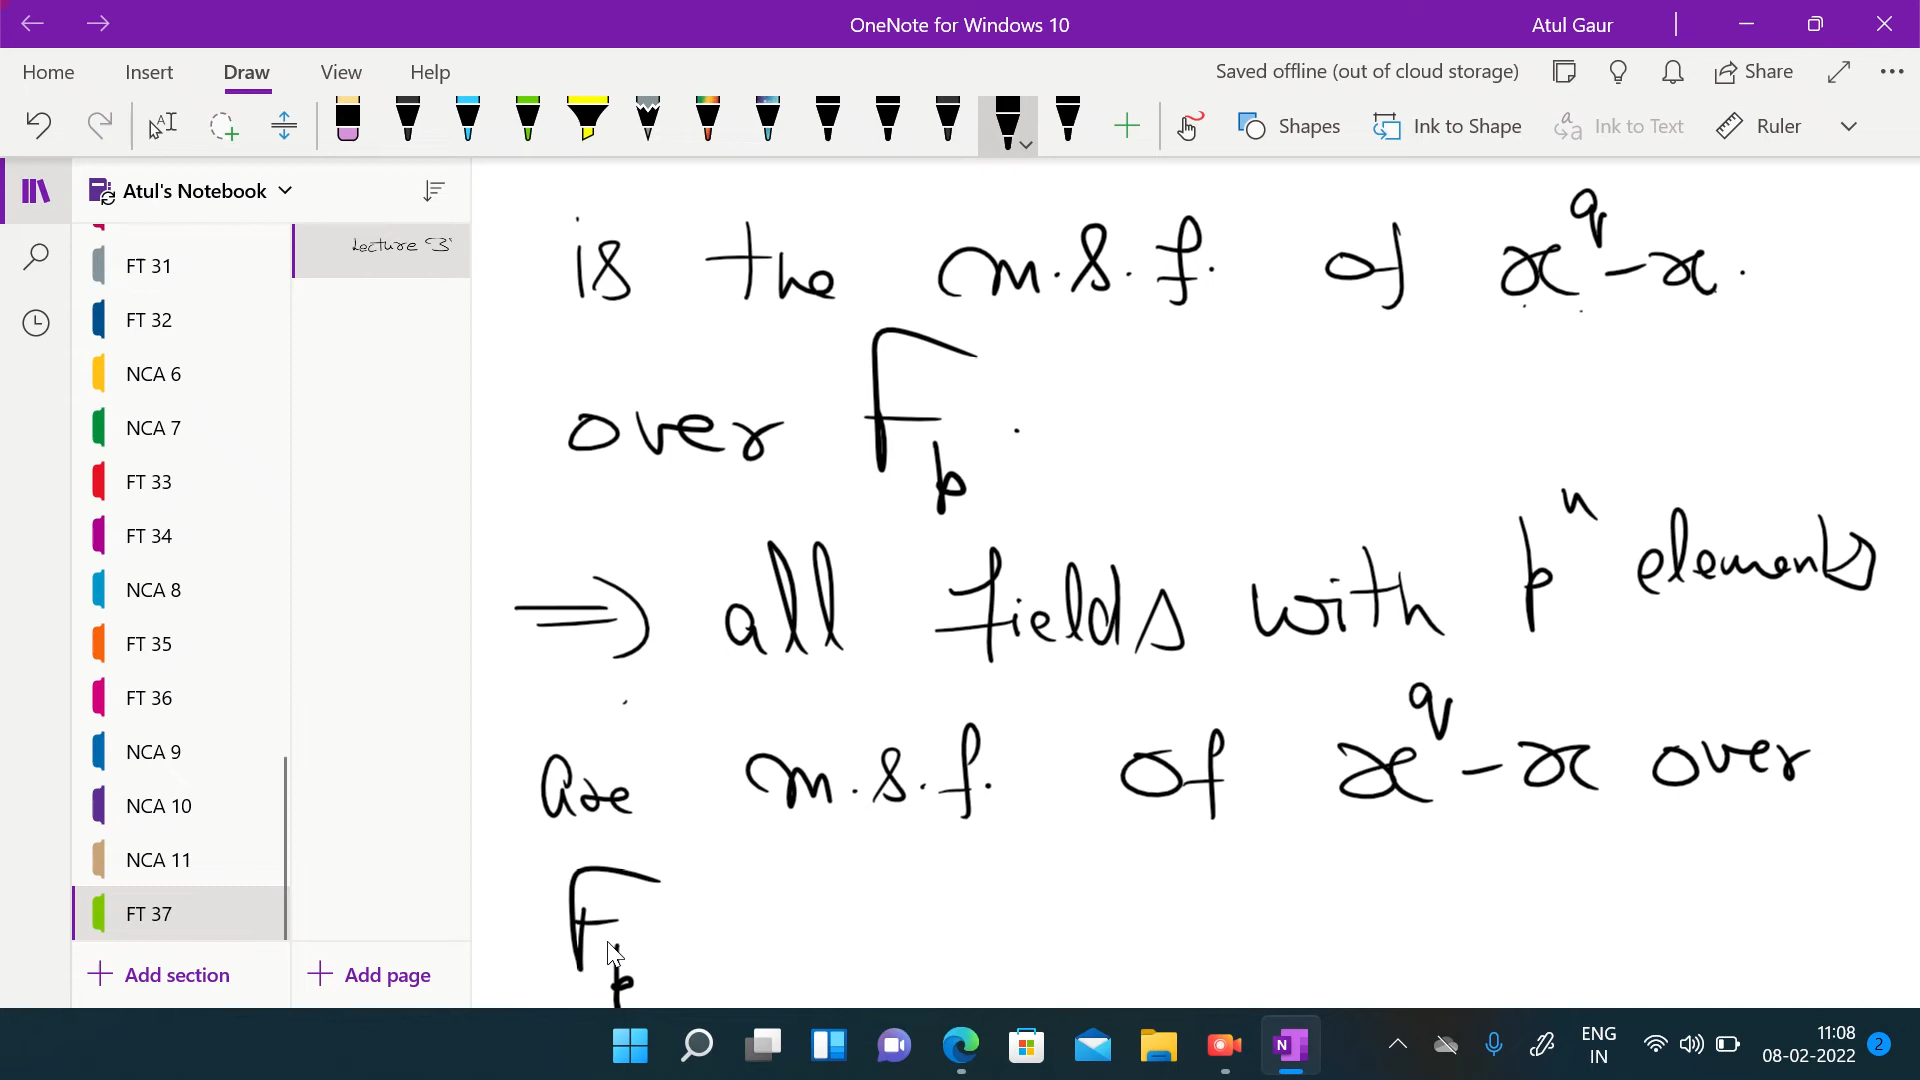 OneNote for Windows 10
Atul Gaur
Home Insert Draw View Help
Saved offline (out of cloud storage)
Share
Shapes
Ink to Shape
Ink to Text
Ruler
Atul's Notebook
FT 31
FT 32
NCA 6
NCA 7
FT 33
FT 34
NCA 8
FT 35
FT 36
NCA 9
NCA 10
NCA 11
FT 37
Add section
Lecture 3
Add page
is the m.s.f. of x^q - x.
over F_p.
⇒ all fields with p^n elements
are m.s.f. of x^q - x over
F_p
ENG
IN
11:08
08-02-2022
2